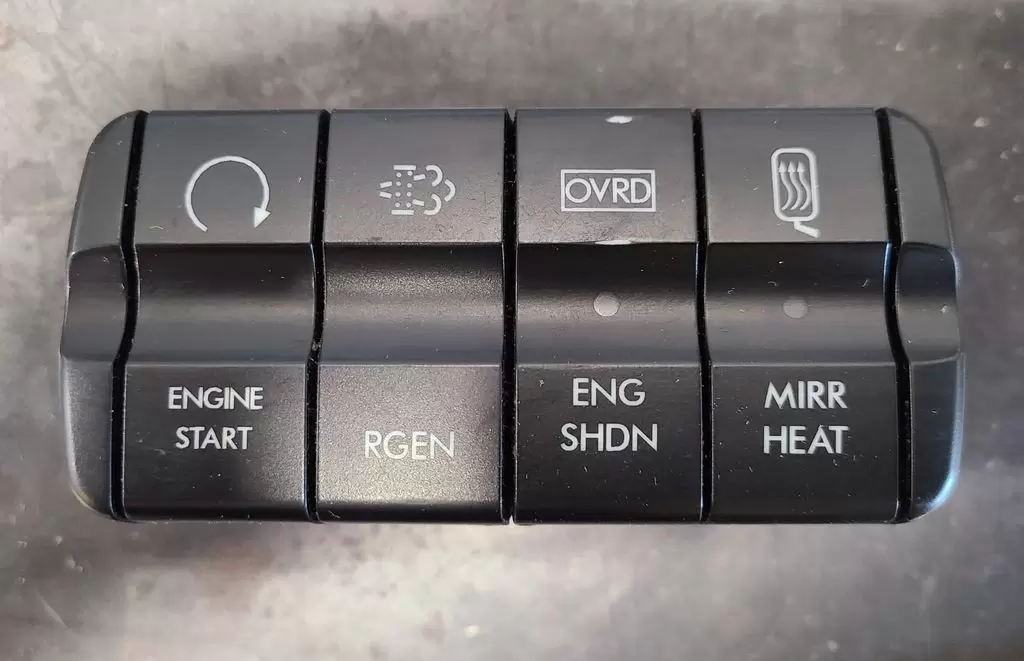 OVRD
ENGINE
START
RGEN
ENG
SHDN
MIRR
HEAT